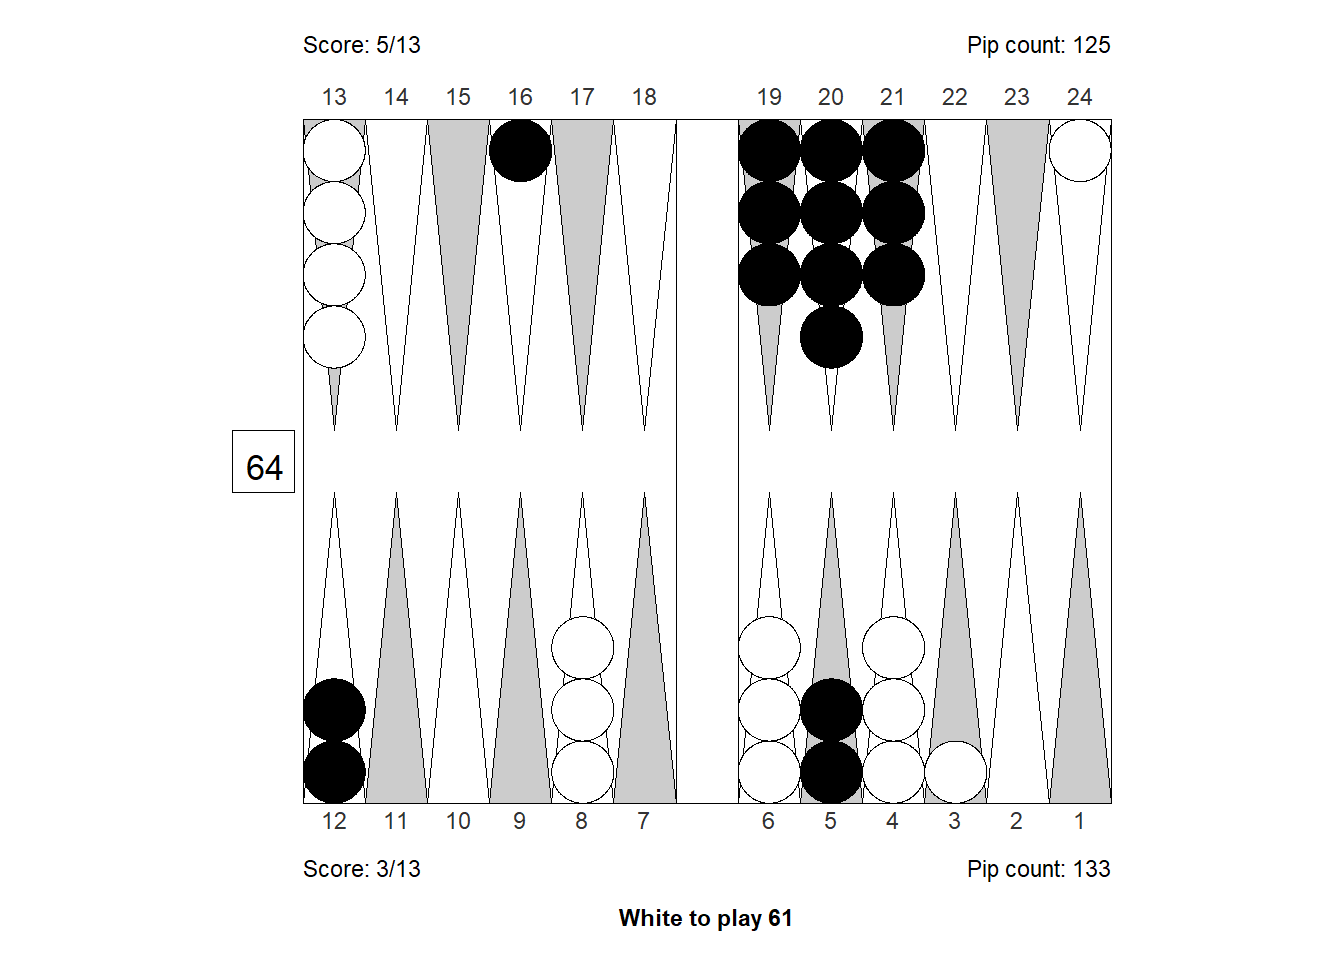 Score: 5/13 Pip count: 125
13 14 15 16 17 18 19 20 21 22 23 24
64
12 11 10 9 8 7 6 5 4 3 2 1
Score: 3/13 Pip count: 133
White to play 61